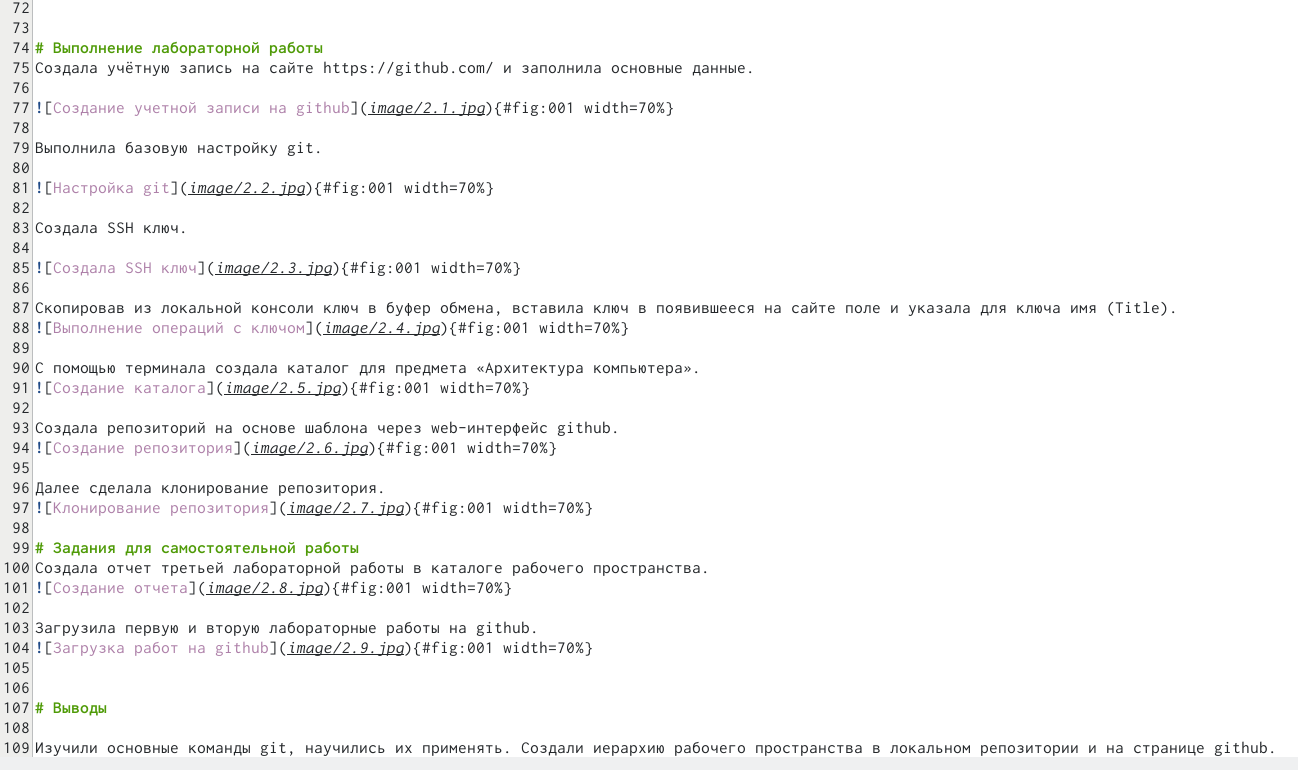 72
73
74 # Выполнение лабораторной работы
75 Создала учётную запись на сайте https://github.com/ и заполнила основные данные.
76
77 ![Создание учетной записи на github](image/2.1.jpg){#fig:001 width=70%}
78
79 Выполнила базовую настройку git.
80
81 ![Настройка git](image/2.2.jpg){#fig:001 width=70%}
82
83 Создала SSH ключ.
84
85 ![Создала SSH ключ](image/2.3.jpg){#fig:001 width=70%}
86
87 Скопировав из локальной консоли ключ в буфер обмена, вставила ключ в появившееся на сайте поле и указала для ключа имя (Title).
88 ![Выполнение операций с ключом](image/2.4.jpg){#fig:001 width=70%}
89
90 С помощью терминала создала каталог для предмета «Архитектура компьютера».
91 ![Создание каталога](image/2.5.jpg){#fig:001 width=70%}
92
93 Создала репозиторий на основе шаблона через web-интерфейс github.
94 ![Создание репозитория](image/2.6.jpg){#fig:001 width=70%}
95
96 Далее сделала клонирование репозитория.
97 ![Клонирование репозитория](image/2.7.jpg){#fig:001 width=70%}
98
99 # Задания для самостоятельной работы
100 Создала отчет третьей лабораторной работы в каталоге рабочего пространства.
101 ![Создание отчета](image/2.8.jpg){#fig:001 width=70%}
102
103 Загрузила первую и вторую лабораторные работы на github.
104 ![Загрузка работ на github](image/2.9.jpg){#fig:001 width=70%}
105
106
107 # Выводы
108
109 Изучили основные команды git, научились их применять. Создали иерархию рабочего пространства в локальном репозитории и на странице github.